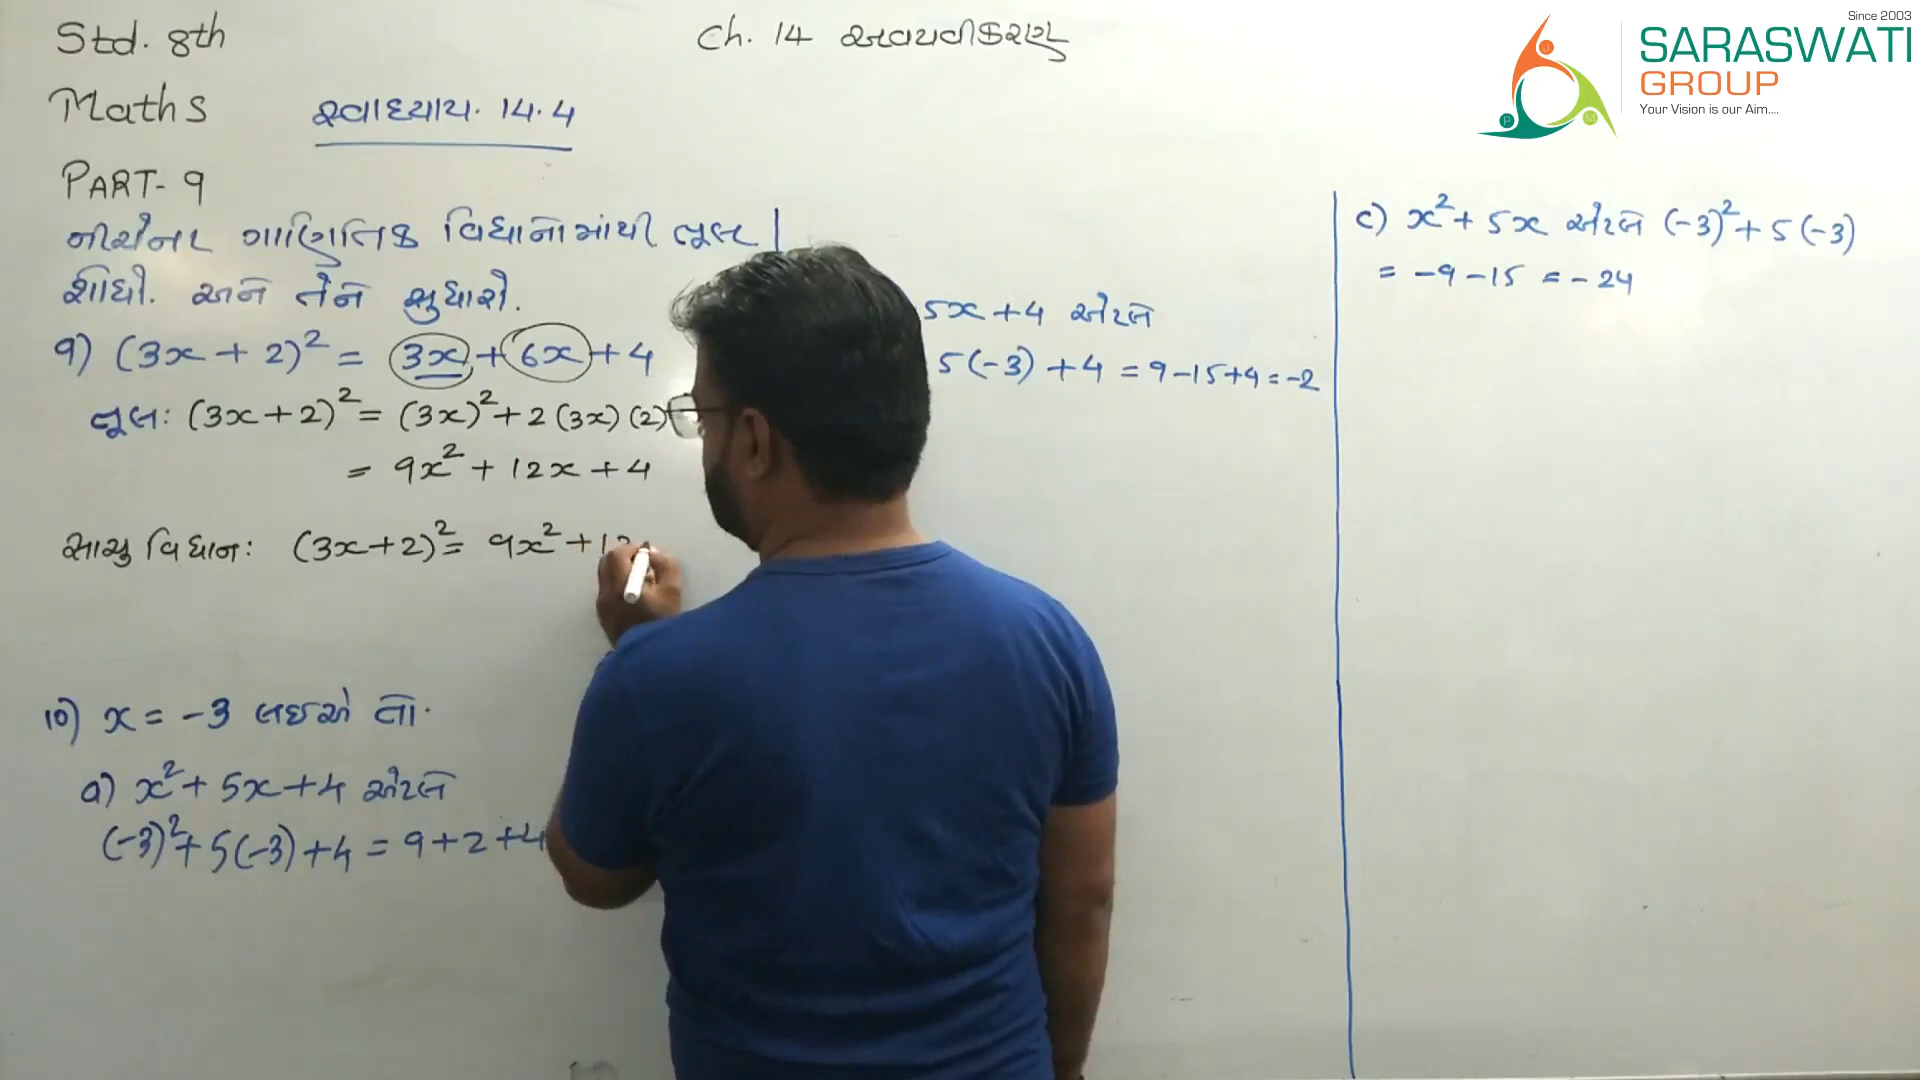 Std. 8th
Ch. 14 અવયવીકરણ
Since 2003
SARASWATI
GROUP
Your Vision is our Aim....
J
P
M
Maths
સ્વાધ્યાય. 14.4
PART- 9
નીચેના ગાણિતિક વિધાનોમાંથી ભૂલ
શોધો. અને તેને સુધારો.
9) (3x + 2)² = 3x + 6x + 4
ભૂલ: (3x+2)² = (3x)² + 2 (3x) (2)
= 9x² + 12x + 4
સાચુ વિધાન: (3x+2)² = 9x² + 12
10) x = -3 લઇએ તો.
a) x² + 5x + 4 એટલે
(-3)² + 5(-3) + 4 = 9 + 2 + 4
5x + 4 એટલે
5(-3) + 4 = 9 - 15 + 4 = -2
c) x² + 5x એટલે (-3)² + 5(-3)
= -9 - 15 = -24